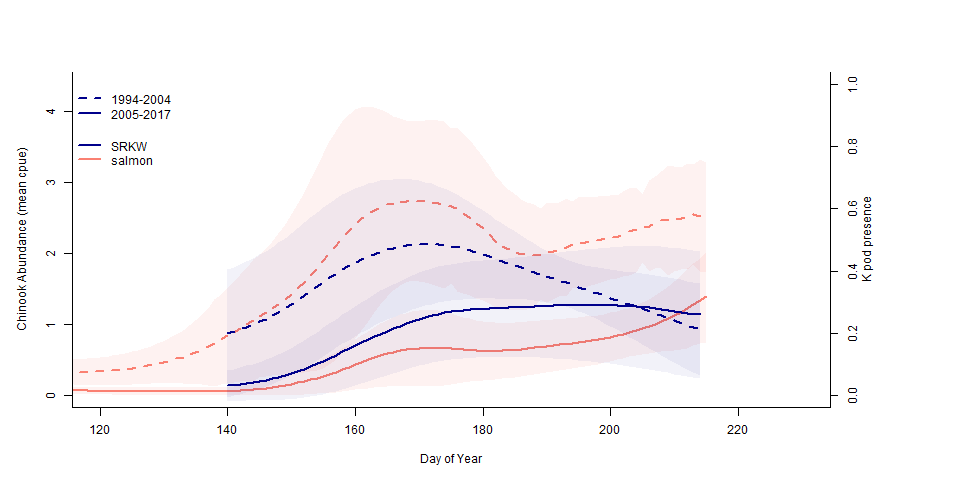 1994-2004
2005-2017
SRKW
salmon
Chinook Abundance (mean cpue)
0
1
2
3
4
K pod presence
0.0
0.2
0.4
0.6
0.8
1.0
120 140 160 180 200 220
Day of Year